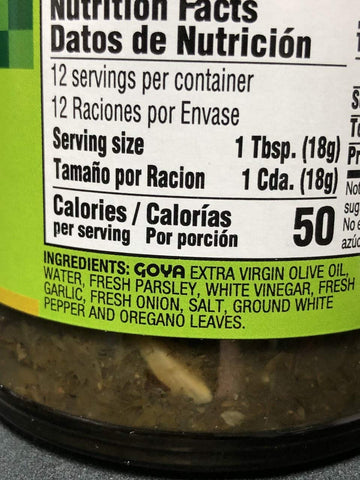 Nutrition Facts
Datos de Nutrición
12 servings per container
12 Raciones por Envase
Serving size 1 Tbsp. (18g)
Tamaño por Racion 1 Cda. (18g)
Calories / Calorías 50
per serving Por porción
INGREDIENTS: GOYA EXTRA VIRGIN OLIVE OIL,
WATER, FRESH PARSLEY, WHITE VINEGAR, FRESH
GARLIC, FRESH ONION, SALT, GROUND WHITE
PEPPER AND OREGANO LEAVES.